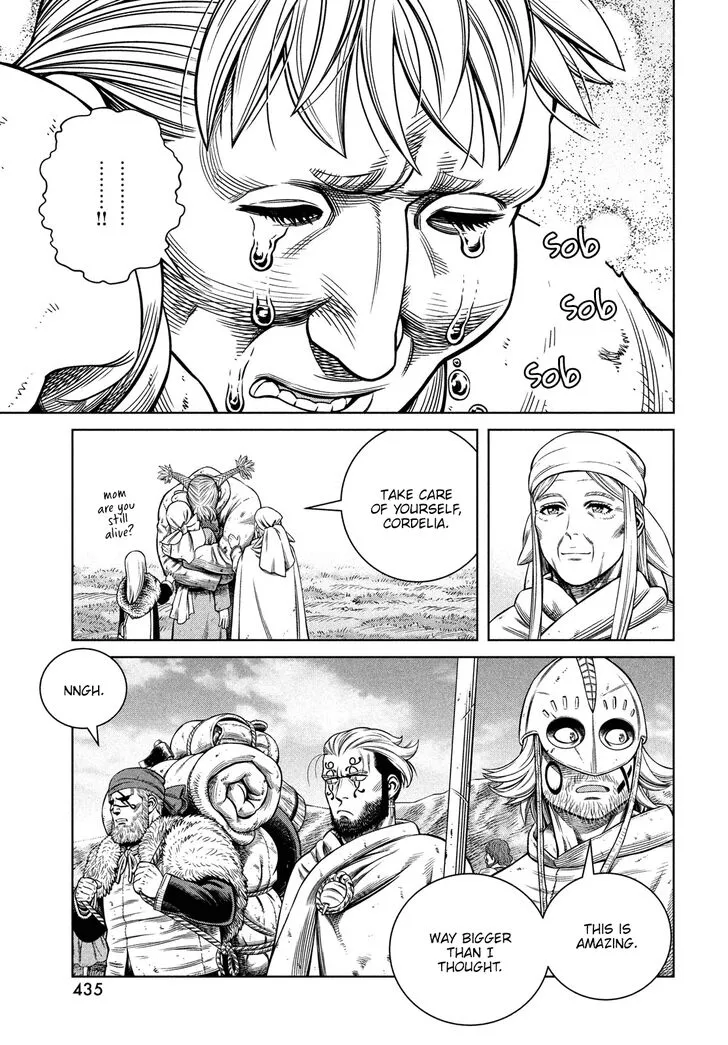 ………
………
!!
sob
sob
sob
TAKE CARE
OF YOURSELF,
CORDELIA.
mom
are you
still
alive?
THIS IS
AMAZING.
WAY BIGGER
THAN I
THOUGHT.
NNGH.
435